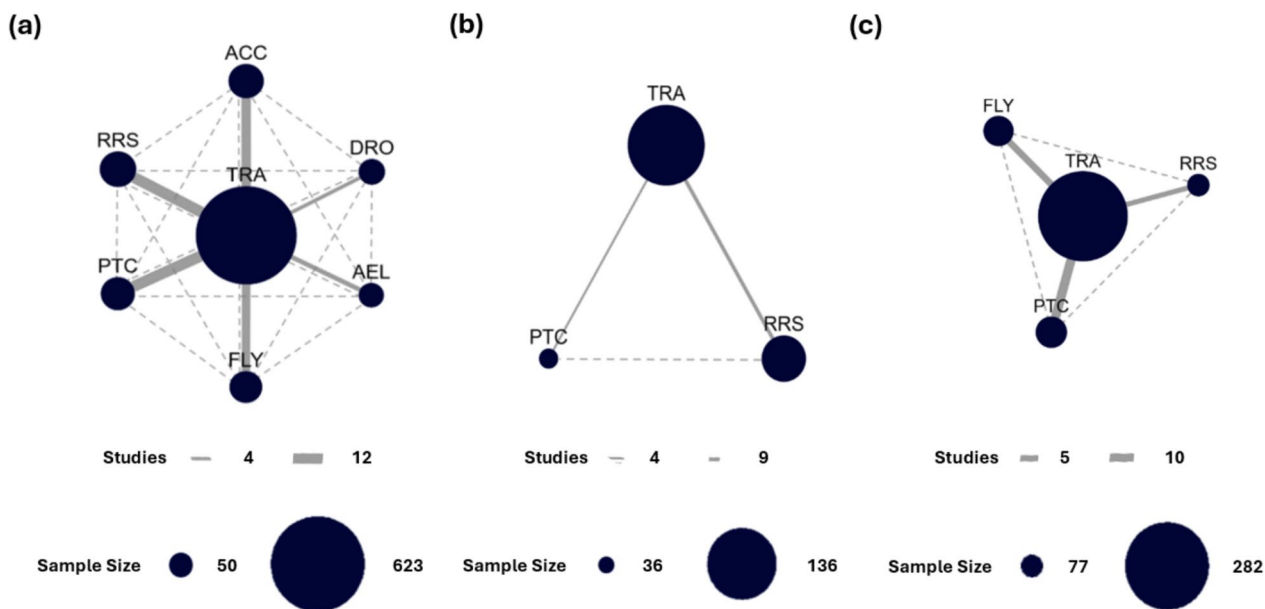 (a)
ACC
RRS
DRO
TRA
PTC
AEL
FLY
Studies 4 12
Sample Size 50 623
(b)
TRA
PTC
RRS
Studies 4 9
Sample Size 36 136
(c)
FLY
TRA
RRS
PTC
Studies 5 10
Sample Size 77 282